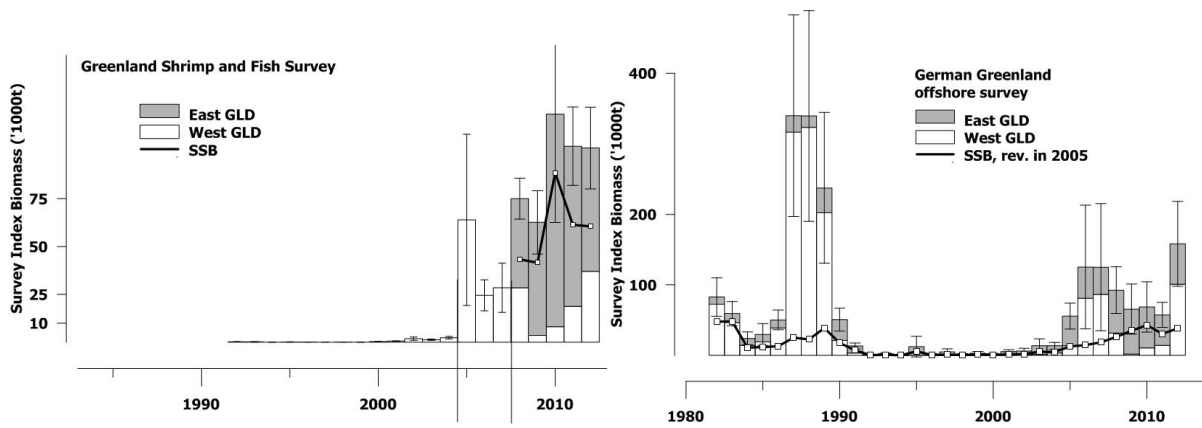 Greenland Shrimp and Fish Survey
East GLD
West GLD
SSB
Survey Index Biomass ('1000t)
75
50
25
10
1990
2000
2010
German Greenland
offshore survey
East GLD
West GLD
SSB, rev. in 2005
Survey Index Biomass ('1000t)
400
200
100
1980
1990
2000
2010